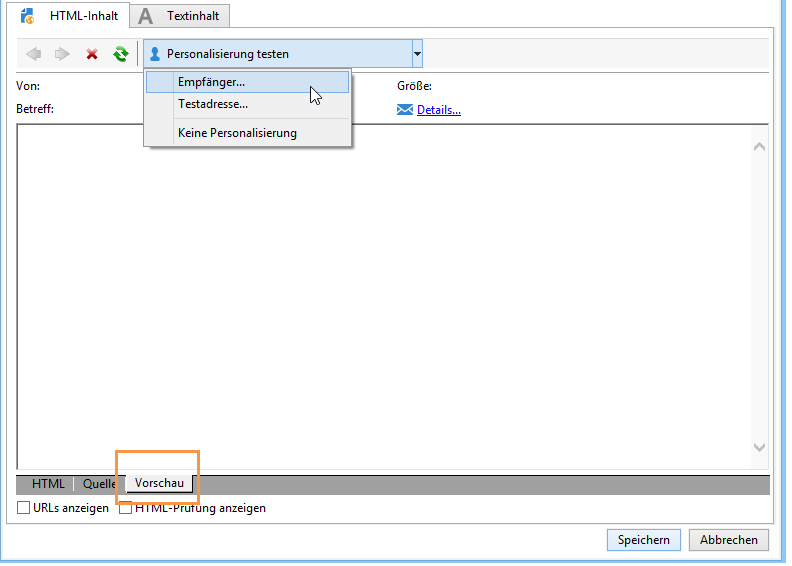 HTML-Inhalt
A Textinhalt
Personalisierung testen
Empfänger...
Testadresse...
Keine Personalisierung
Von:
Größe:
Betreff:
Details...
HTML
Quelle
Vorschau
URLs anzeigen
HTML-Prüfung anzeigen
Speichern
Abbrechen